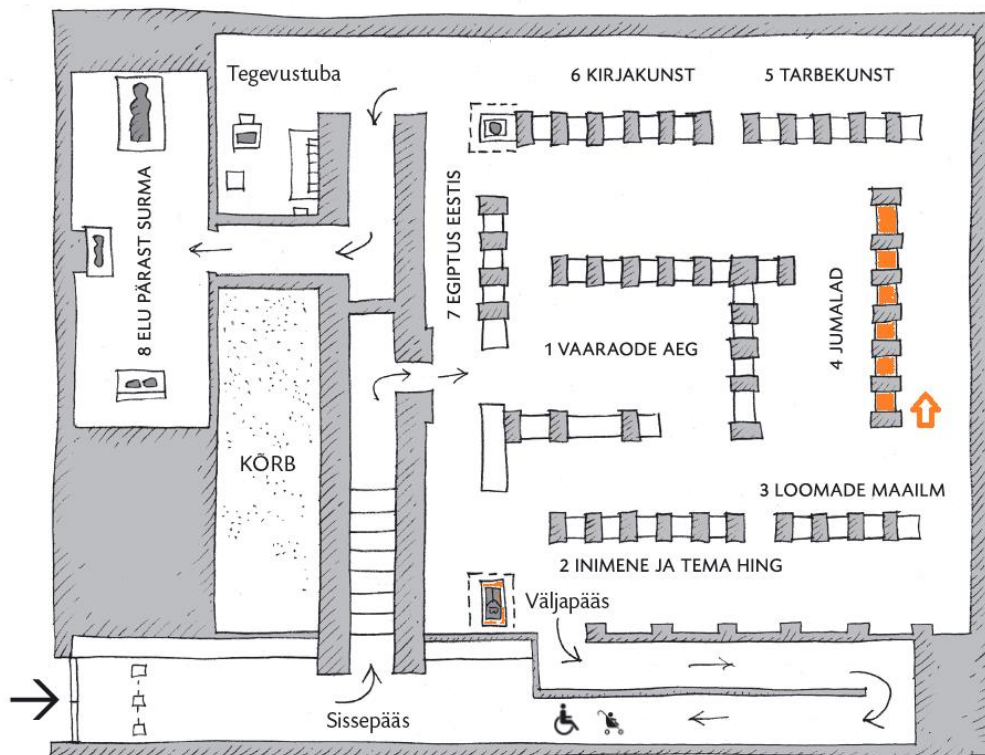 Tegevustuba
6 KIRJAKUNST
5 TARBEKUNST
8 ELU PÄRAST SURMA
7 EGIPTUS EESTIS
1 VAARAODE AEG
4 JUMALAD
KÕRB
3 LOOMADE MAAILM
2 INIMENE JA TEMA HING
Väljapääs
Sissepääs